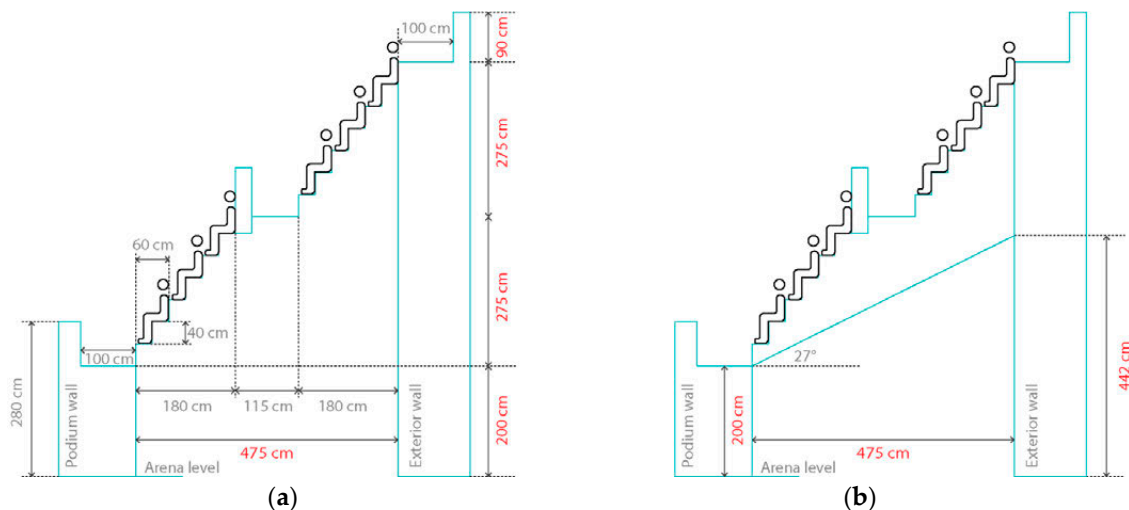 100 cm
90 cm
275 cm
60 cm
275 cm
40 cm
100 cm
280 cm
Podium wall
180 cm
115 cm
180 cm
Exterior wall
200 cm
475 cm
Arena level
(a)
27°
442 cm
Podium wall
200 cm
475 cm
Exterior wall
Arena level
(b)